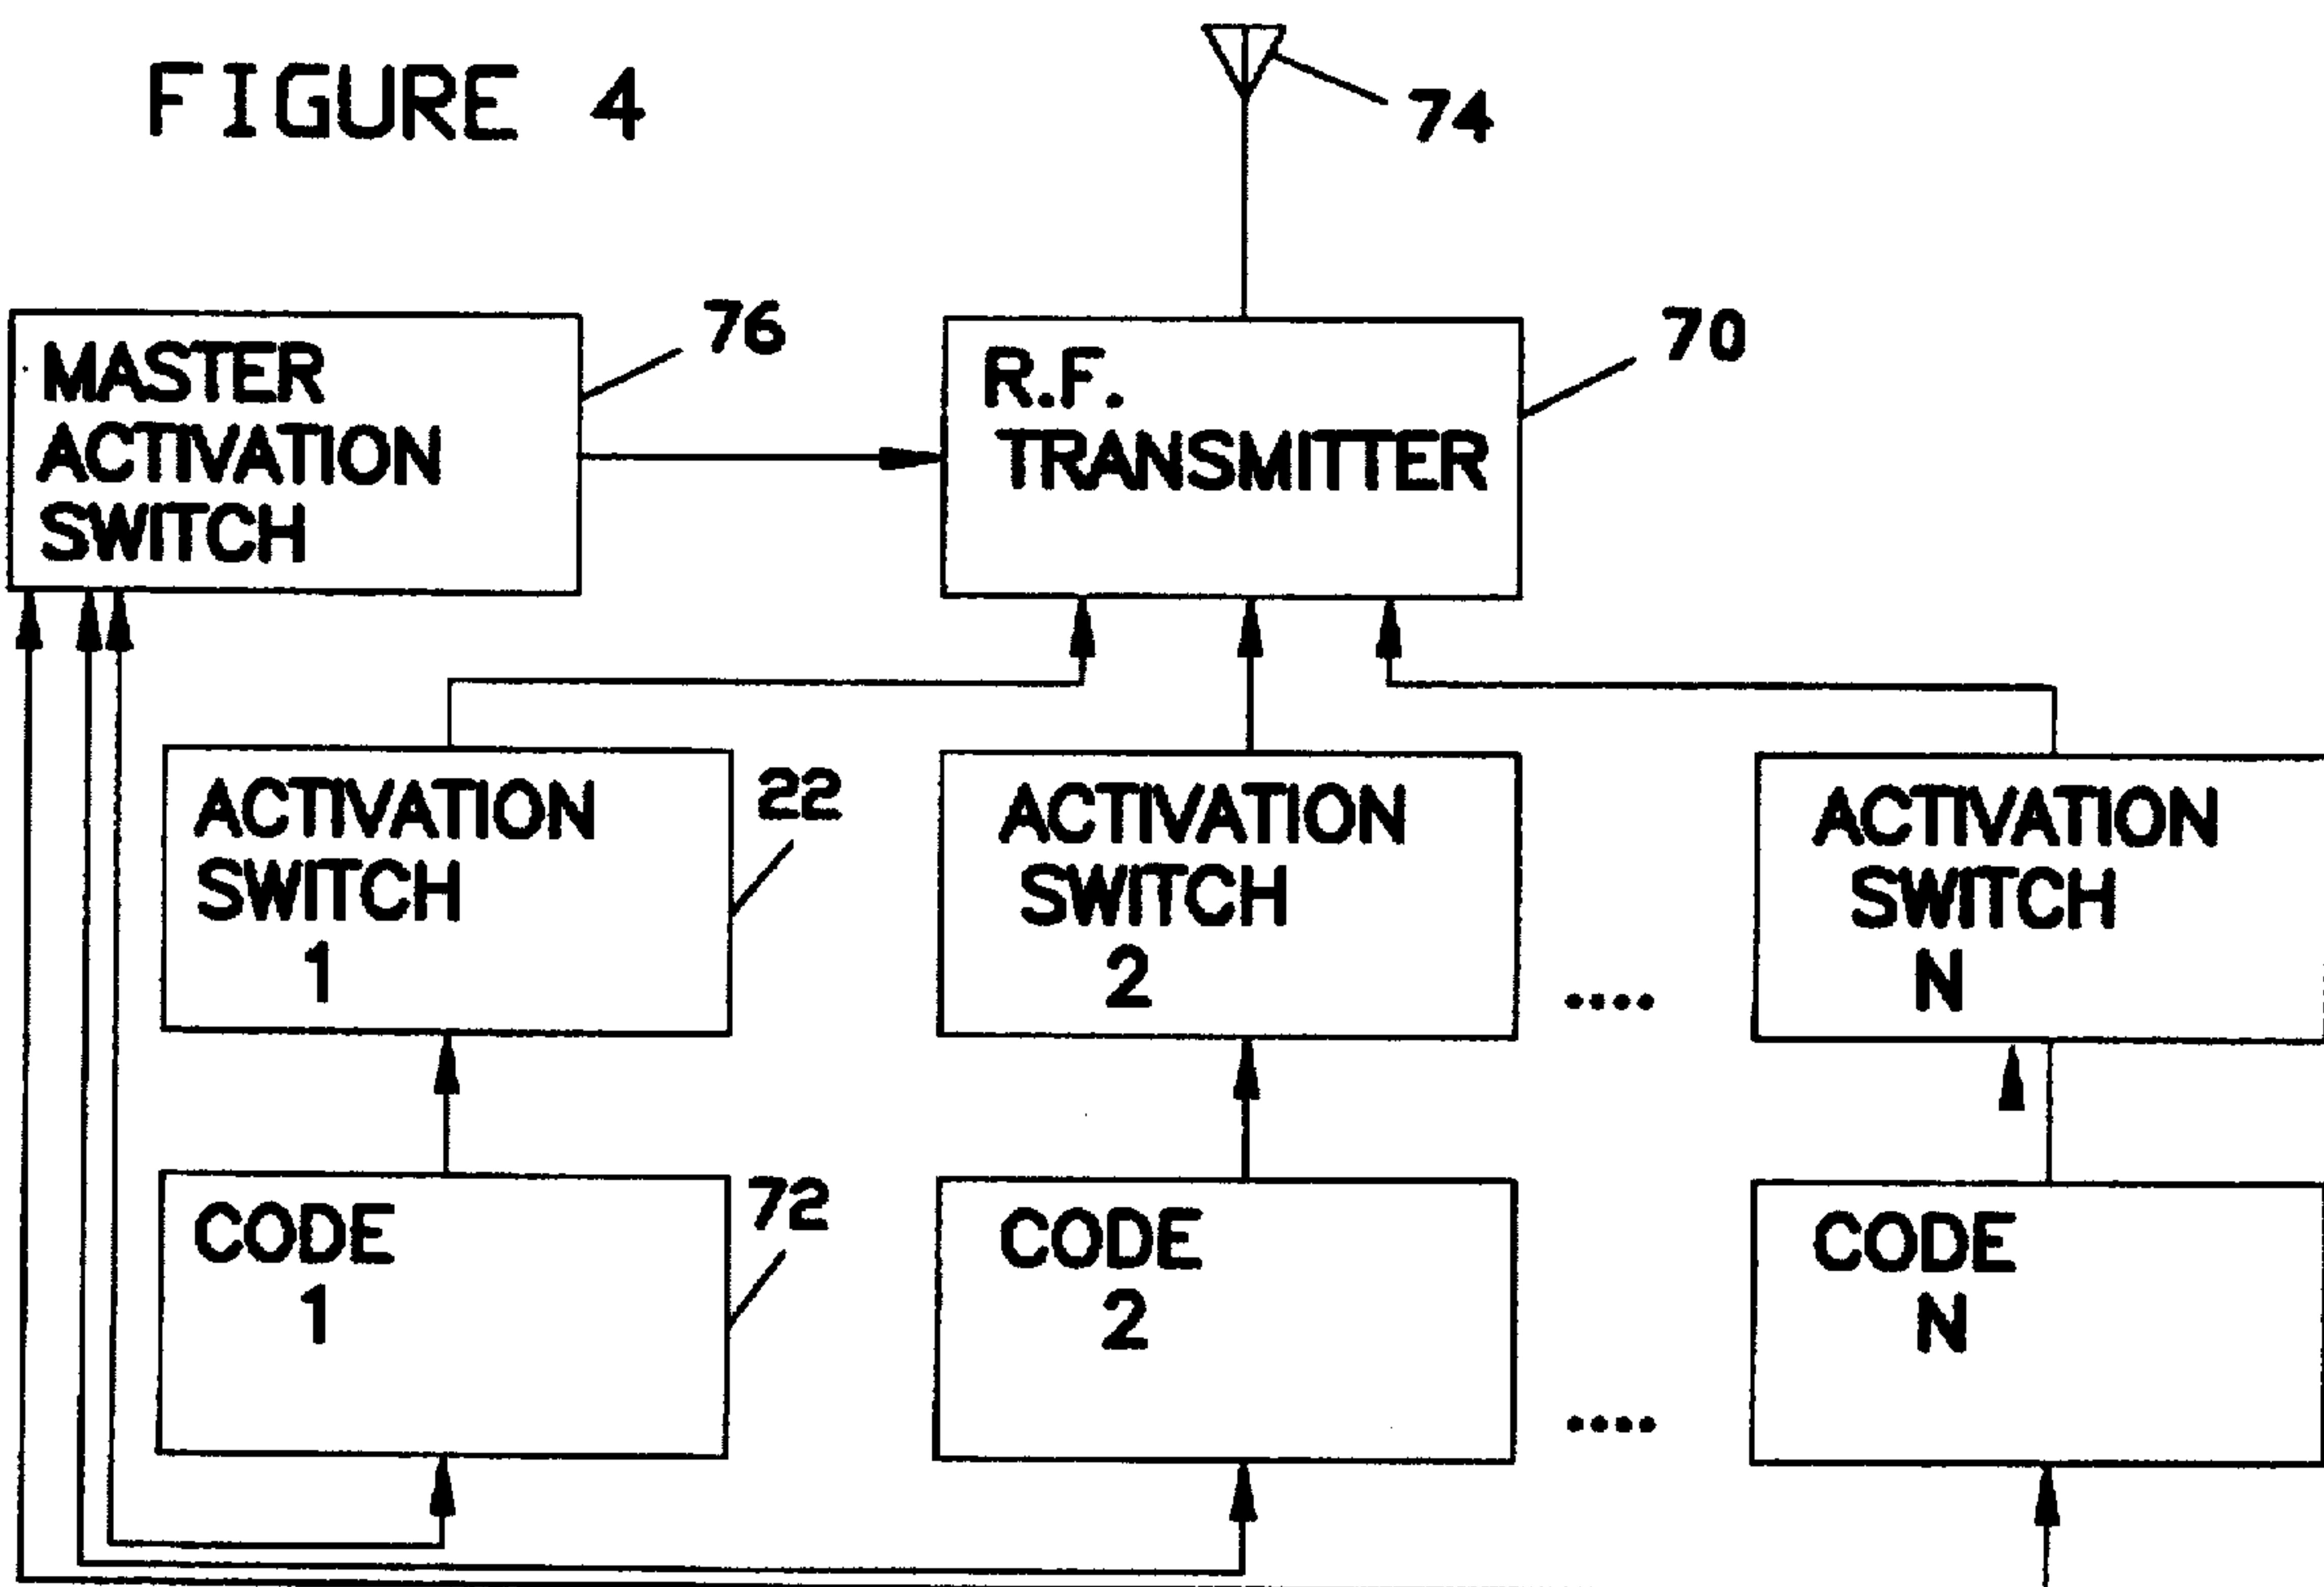 FIGURE 4
74
MASTER
ACTIVATION
SWITCH
76
R.F.
TRANSMITTER
70
ACTIVATION
SWITCH
1
22
ACTIVATION
SWITCH
2
....
ACTIVATION
SWITCH
N
CODE
1
72
CODE
2
....
CODE
N